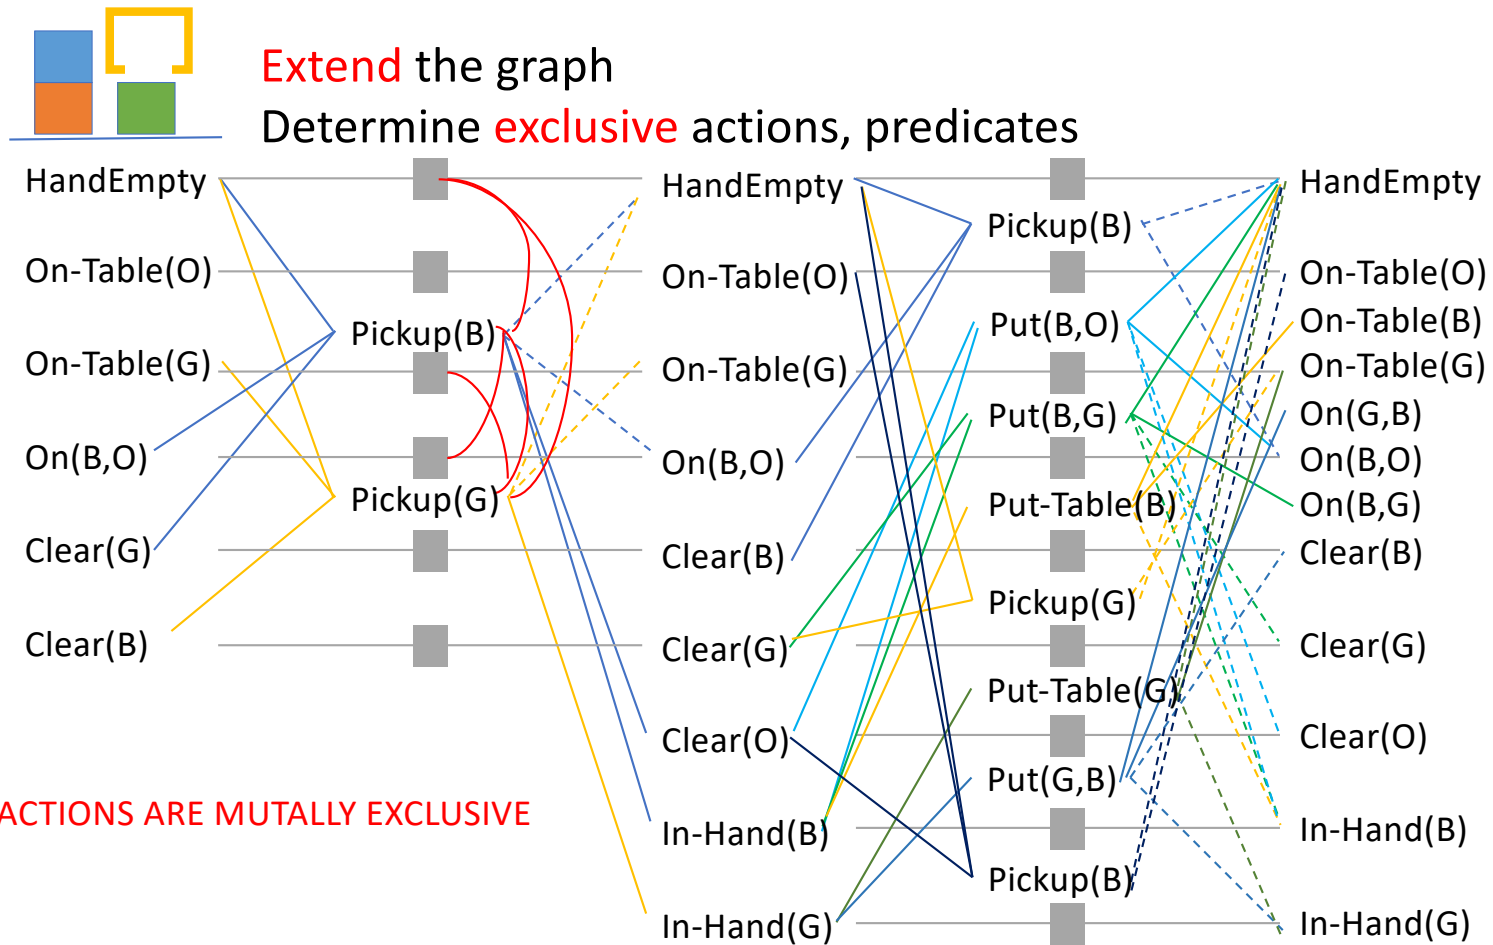 Extend the graph
Determine exclusive actions, predicates
HandEmpty
On-Table(O)
On-Table(G)
On(B,O)
Clear(G)
Clear(B)
Pickup(B)
Pickup(G)
ACTIONS ARE MUTALLY EXCLUSIVE
HandEmpty
On-Table(O)
On-Table(G)
On(B,O)
Clear(B)
Clear(G)
Clear(O)
In-Hand(B)
In-Hand(G)
Pickup(B)
Put(B,O)
Put(B,G)
Put-Table(B)
Pickup(G)
Put-Table(G)
Put(G,B)
Pickup(B)
HandEmpty
On-Table(O)
On-Table(B)
On-Table(G)
On(G,B)
On(B,O)
On(B,G)
Clear(B)
Clear(G)
Clear(O)
In-Hand(B)
In-Hand(G)